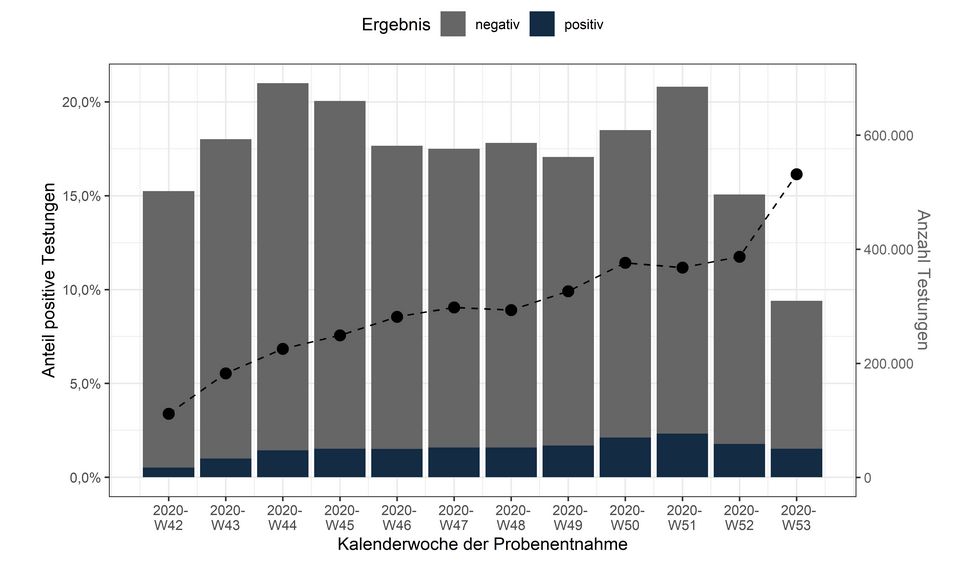 Ergebnis negativ positiv
Anteil positive Testungen
20,0%
15,0%
10,0%
5,0%
0,0%
600.000
400.000
200.000
0
Anzahl Testungen
2020- 2020- 2020- 2020- 2020- 2020- 2020- 2020- 2020- 2020- 2020- 2020-
W42 W43 W44 W45 W46 W47 W48 W49 W50 W51 W52 W53
Kalenderwoche der Probenentnahme